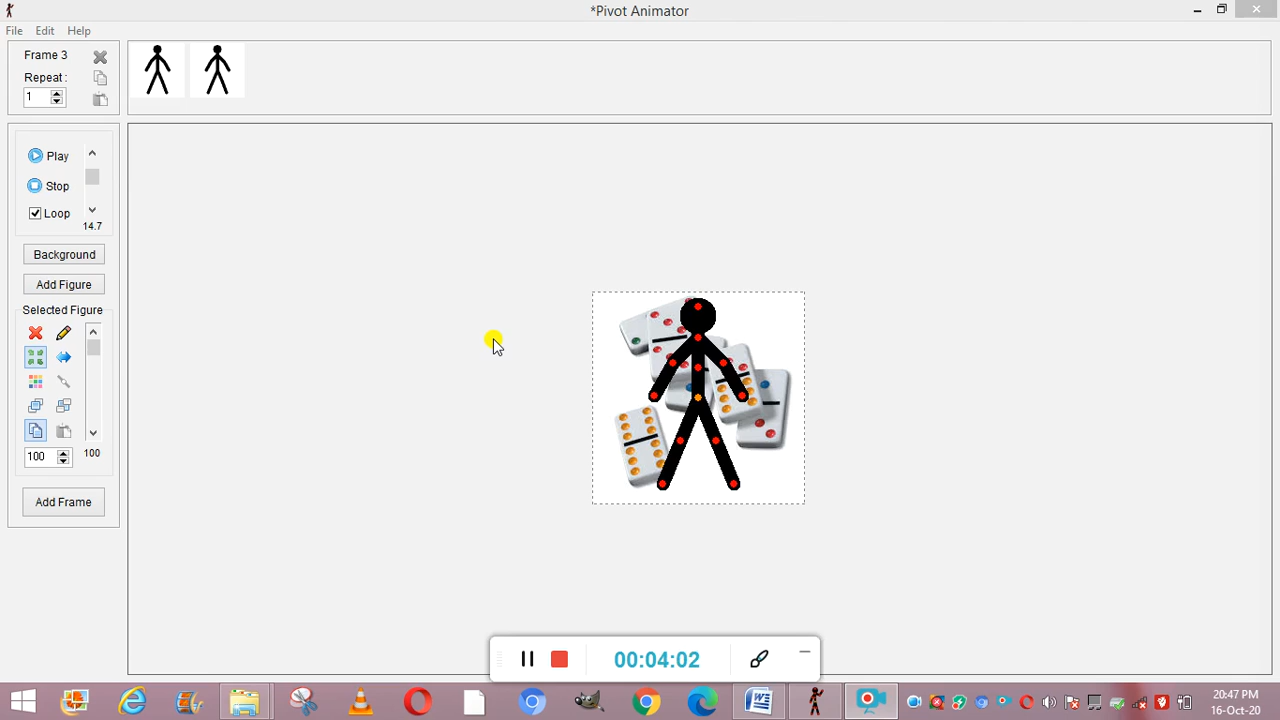 *Pivot Animator
File Edit Help
Frame 3
Repeat :
1
Play
Stop
Loop
14.7
Background
Add Figure
Selected Figure
100
100
Add Frame
00:04:02
20:47 PM
16-Oct-20